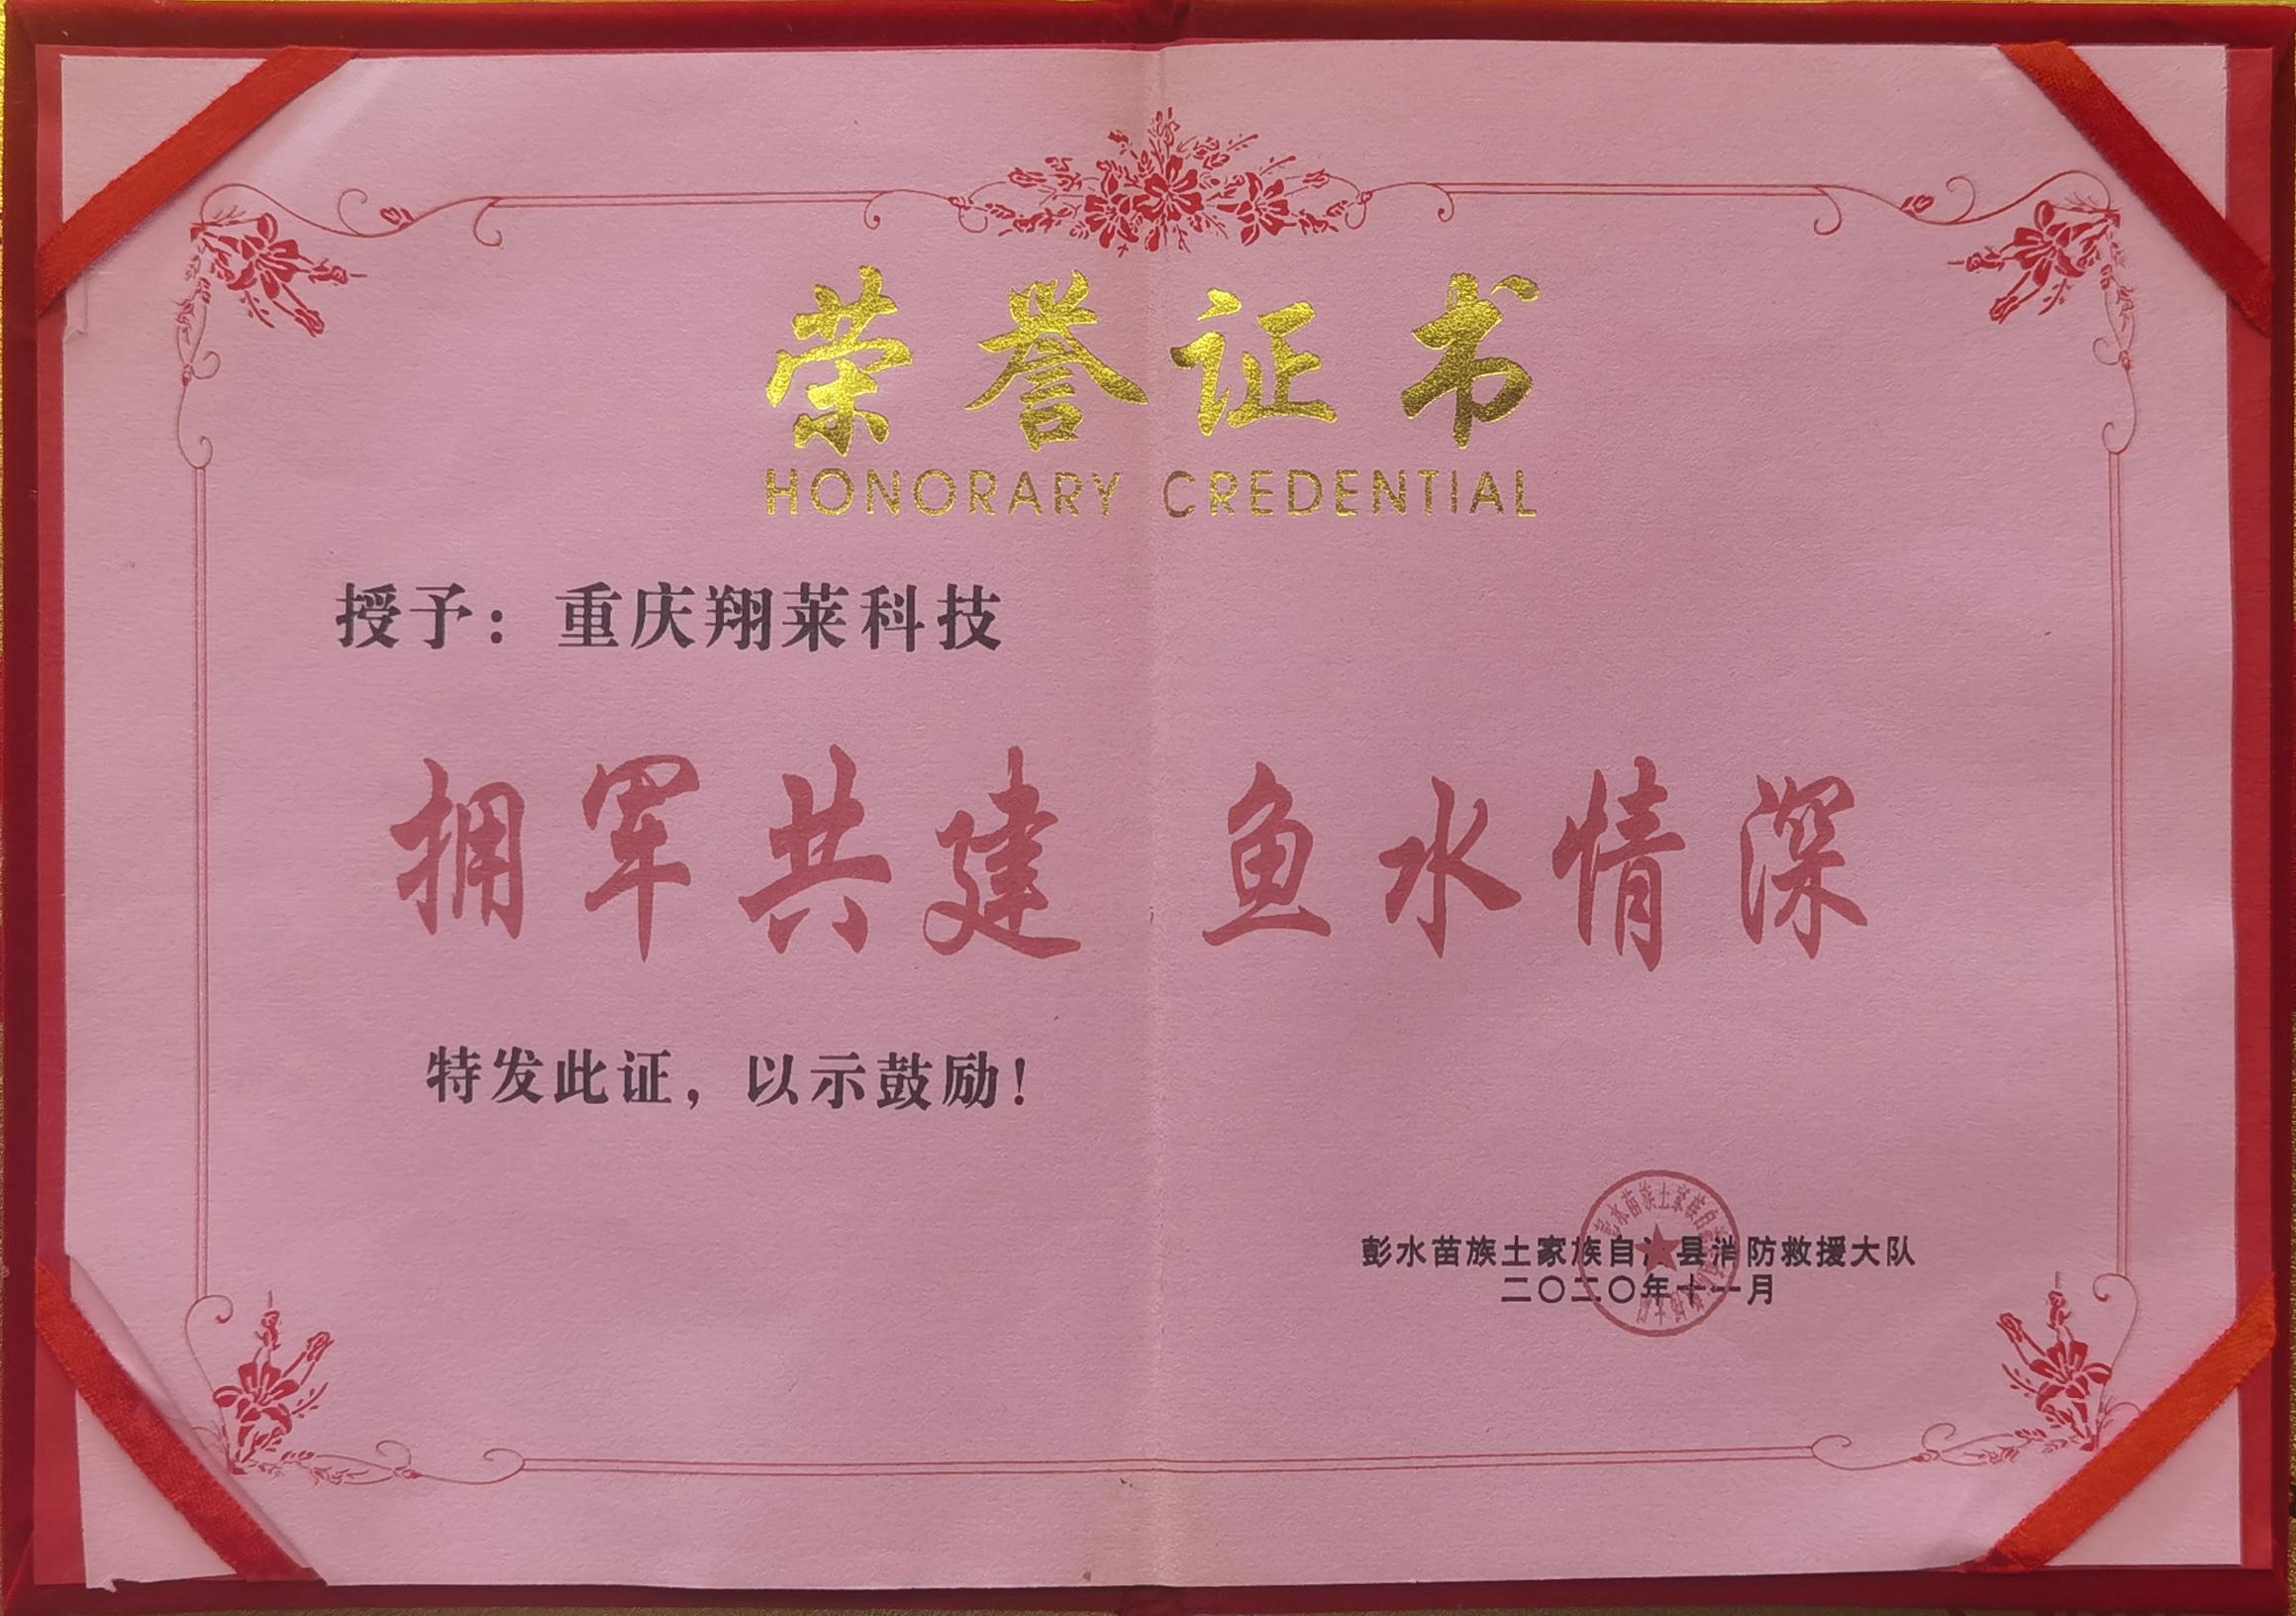 荣誉证书
HONORARY CREDENTIAL
授予：重庆翔莱科技
拥军共建 鱼水情深
特发此证，以示鼓励！
彭水苗族土家族自治县消防救援大队
二〇二〇年十一月